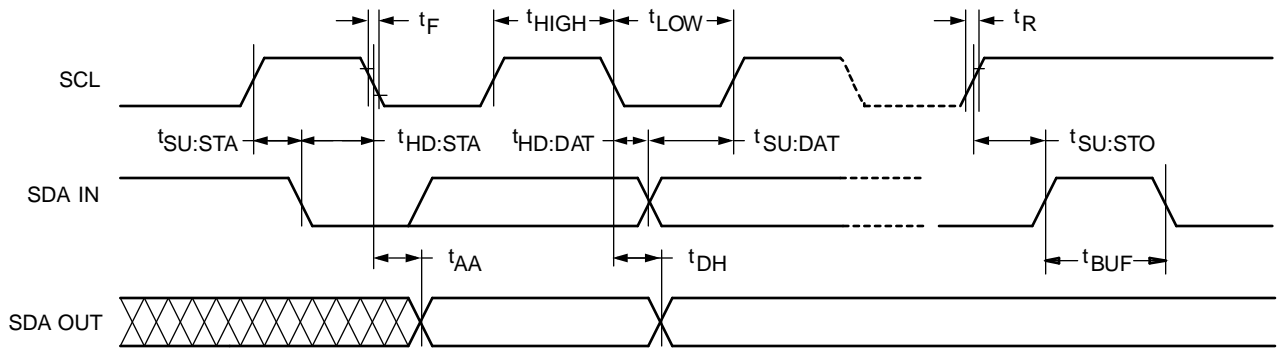 tF
tHIGH
tLOW
tR
SCL
tSU:STA
tHD:STA
tHD:DAT
tSU:DAT
tSU:STO
SDA IN
tAA
tDH
tBUF
SDA OUT